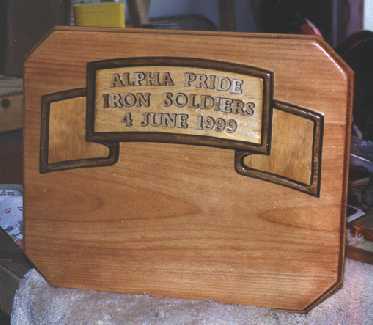 ALPHA PRIDE
IRON SOLDIERS
4 JUNE 1999